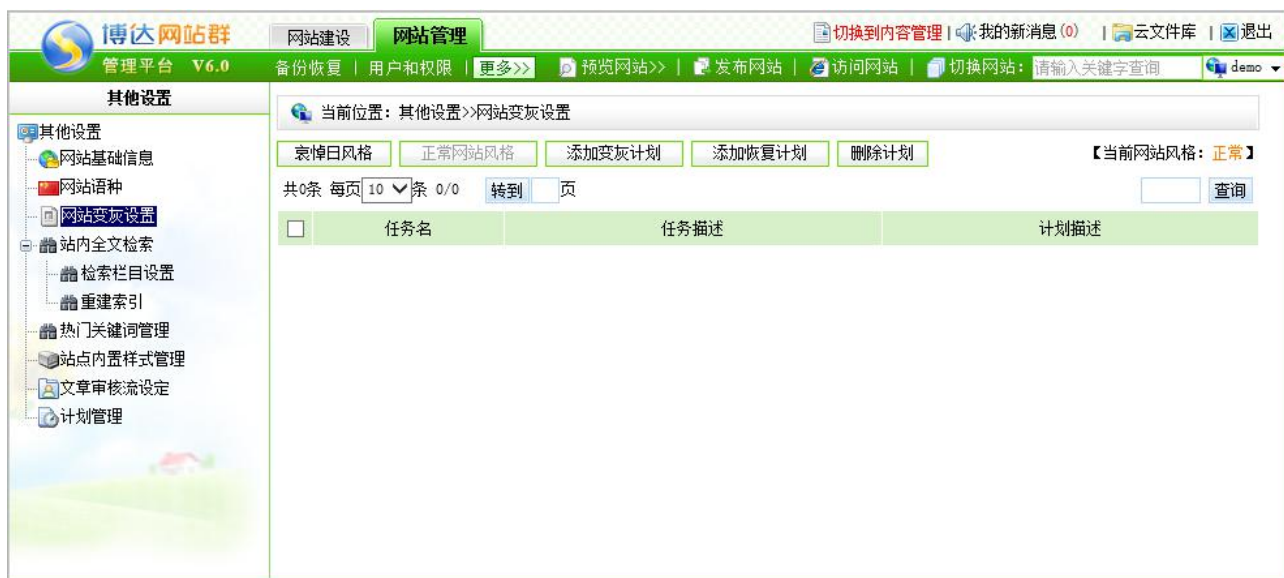 博达网站群
管理平台 V6.0
网站建设 网站管理
切换到内容管理 | 我的新消息(0) | 云文件库 | 退出
备份恢复 | 用户和权限 | 更多>> 预览网站>> | 发布网站 | 访问网站 | 切换网站: 请输入关键字查询 demo
其他设置
当前位置: 其他设置>>网站变灰设置
其他设置
网站基础信息
网站语种
网站变灰设置
站内全文检索
检索栏目设置
重建索引
热门关键词管理
站点内置样式管理
文章审核流设定
计划管理
哀悼日风格 正常网站风格 添加变灰计划 添加恢复计划 删除计划 【当前网站风格: 正常】
共0条 每页 10 条 0/0 转到 页 查询
任务名 任务描述 计划描述